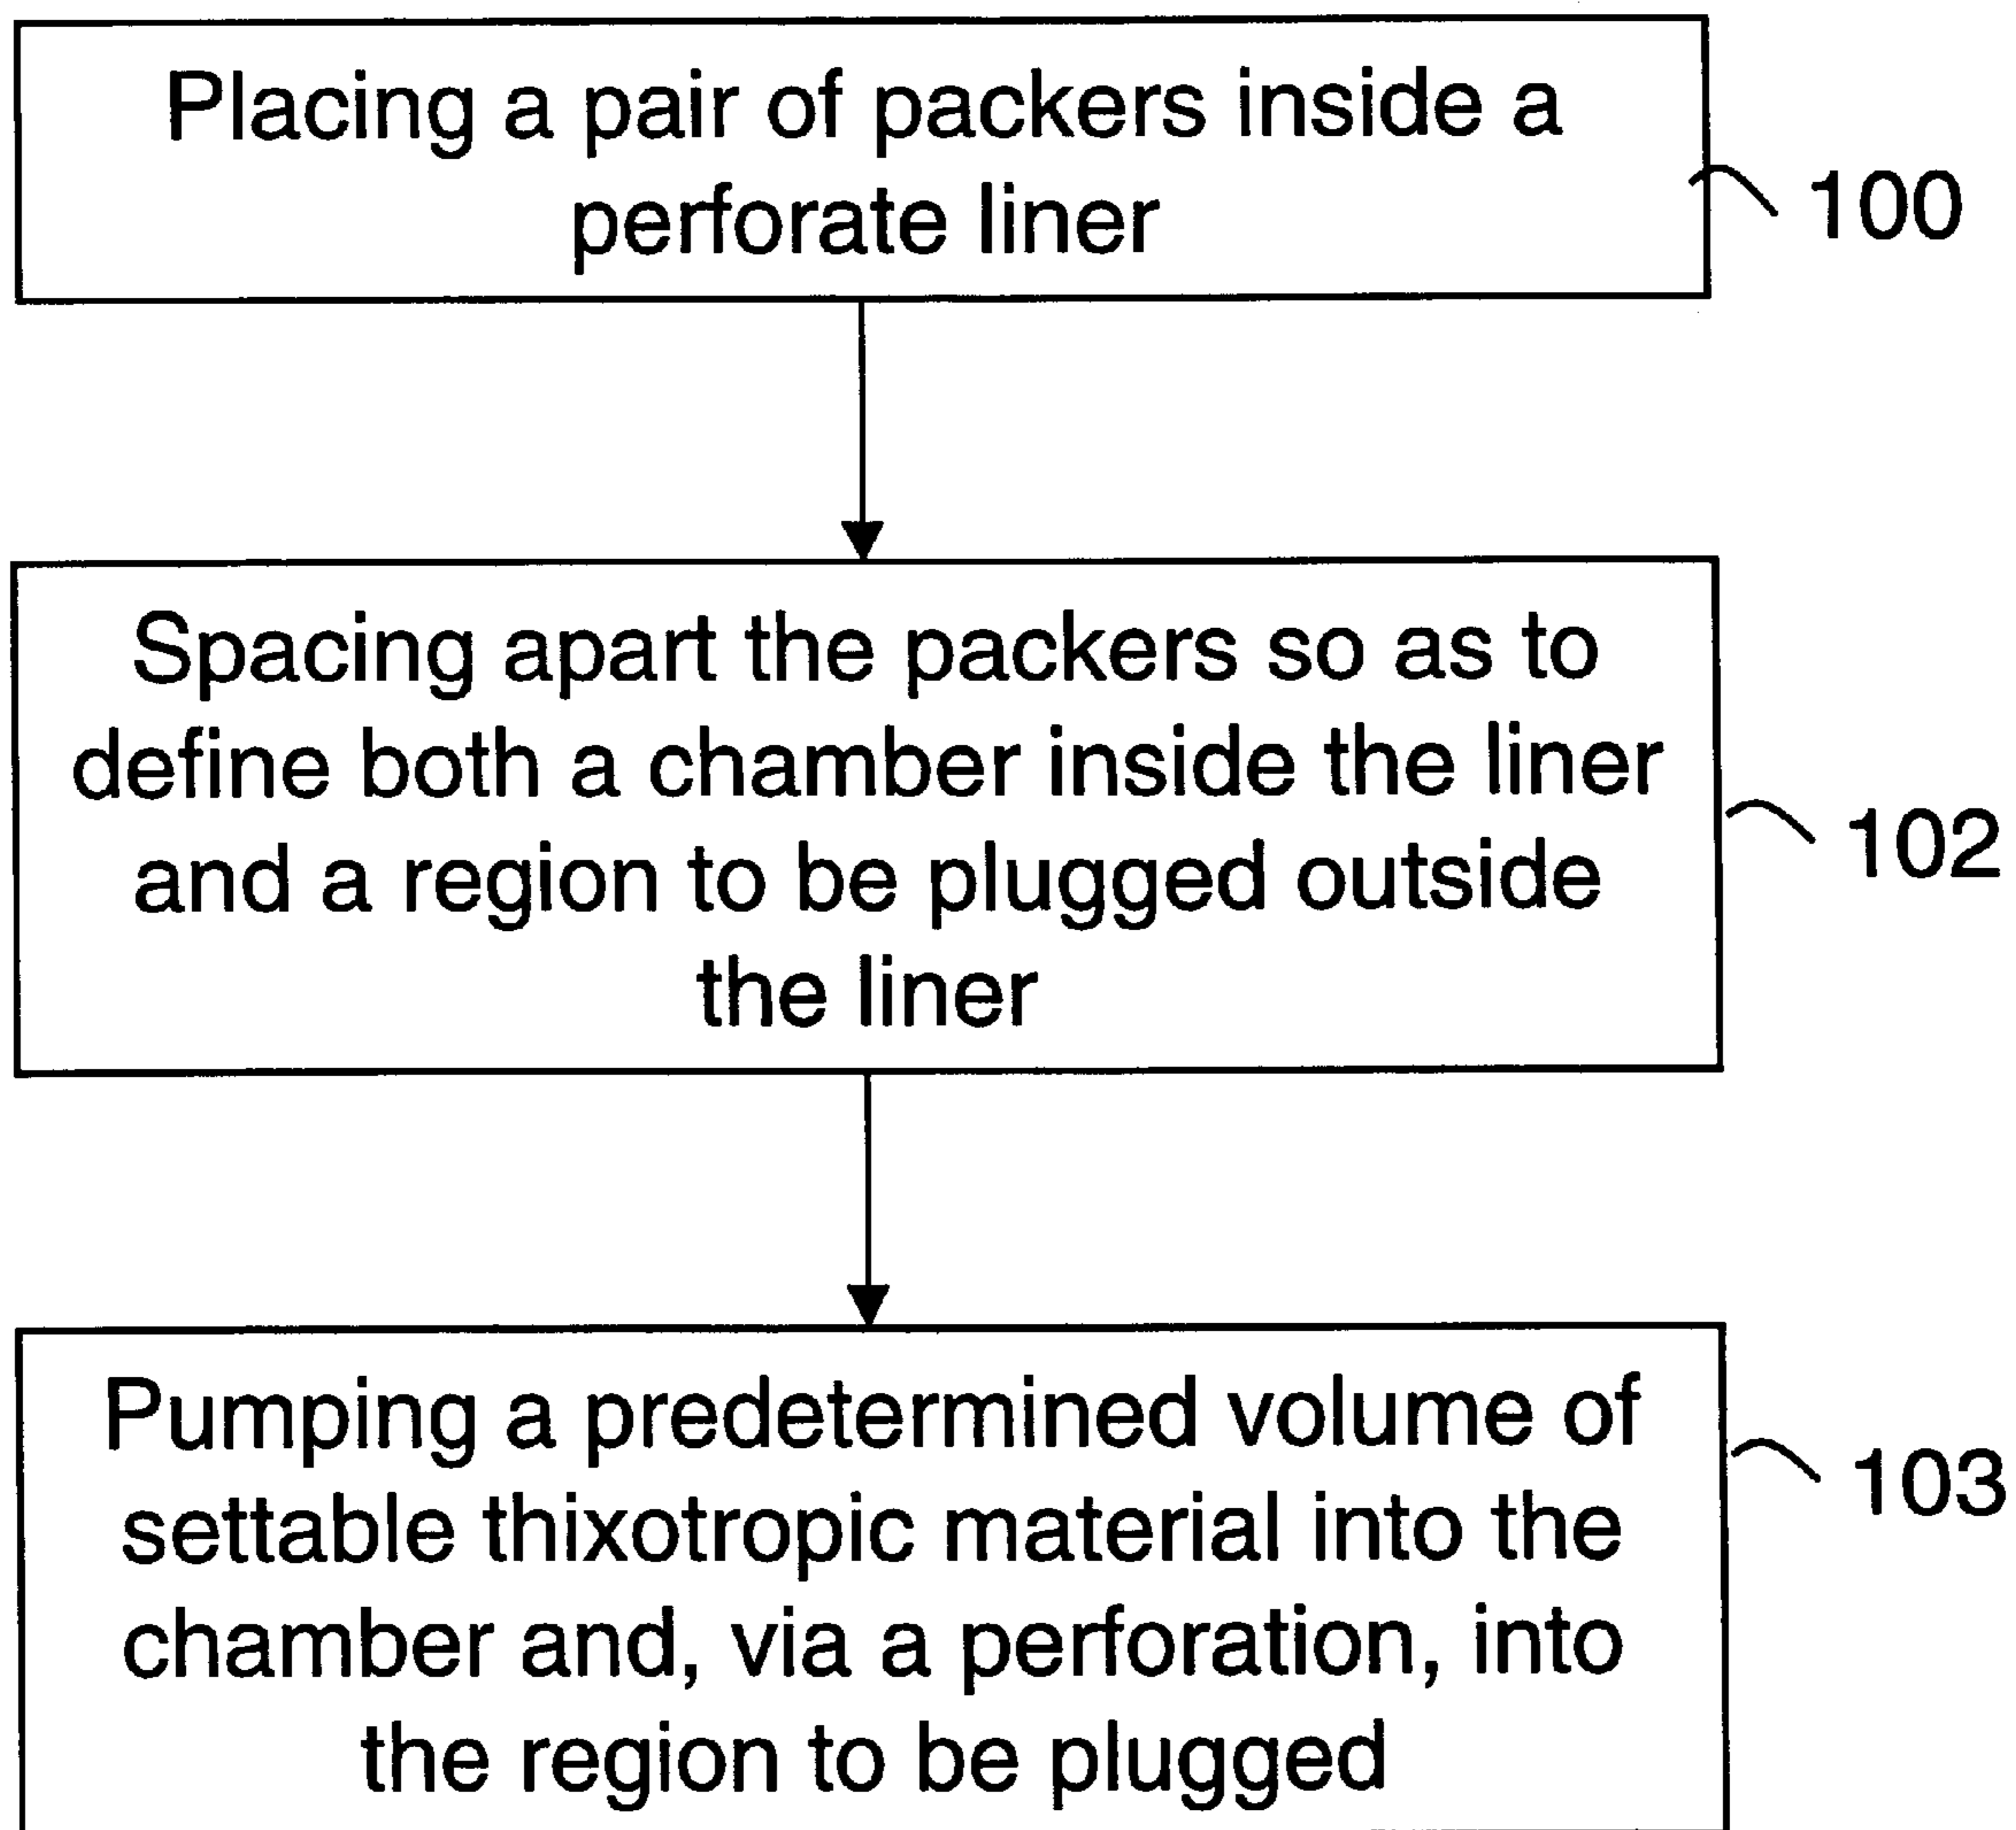 Placing a pair of packers inside a
perforate liner
100
Spacing apart the packers so as to
define both a chamber inside the liner
and a region to be plugged outside
the liner
102
Pumping a predetermined volume of
settable thixotropic material into the
chamber and, via a perforation, into
the region to be plugged
103